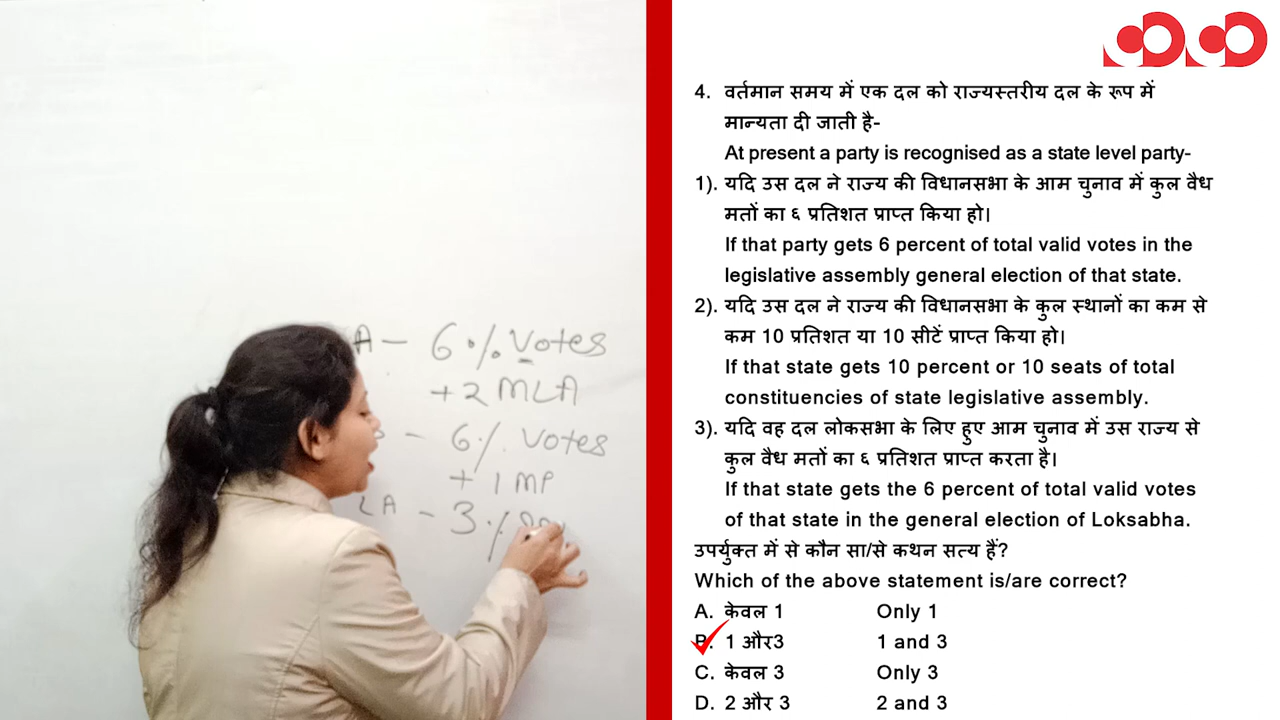 A - 6% Votes
+2 MLA
- 6% Votes
+ 1 MP
LA - 3%
4. वर्तमान समय में एक दल को राज्यस्तरीय दल के रूप में
मान्यता दी जाती है-
At present a party is recognised as a state level party-
1). यदि उस दल ने राज्य की विधानसभा के आम चुनाव में कुल वैध
मतों का ६ प्रतिशत प्राप्त किया हो।
If that party gets 6 percent of total valid votes in the
legislative assembly general election of that state.
2). यदि उस दल ने राज्य की विधानसभा के कुल स्थानों का कम से
कम 10 प्रतिशत या 10 सीटें प्राप्त किया हो।
If that state gets 10 percent or 10 seats of total
constituencies of state legislative assembly.
3). यदि वह दल लोकसभा के लिए हुए आम चुनाव में उस राज्य से
कुल वैध मतों का ६ प्रतिशत प्राप्त करता है।
If that state gets the 6 percent of total valid votes
of that state in the general election of Loksabha.
उपर्युक्त में से कौन सा/से कथन सत्य हैं?
Which of the above statement is/are correct?
A. केवल 1 Only 1
B. 1 और3 1 and 3
C. केवल 3 Only 3
D. 2 और 3 2 and 3